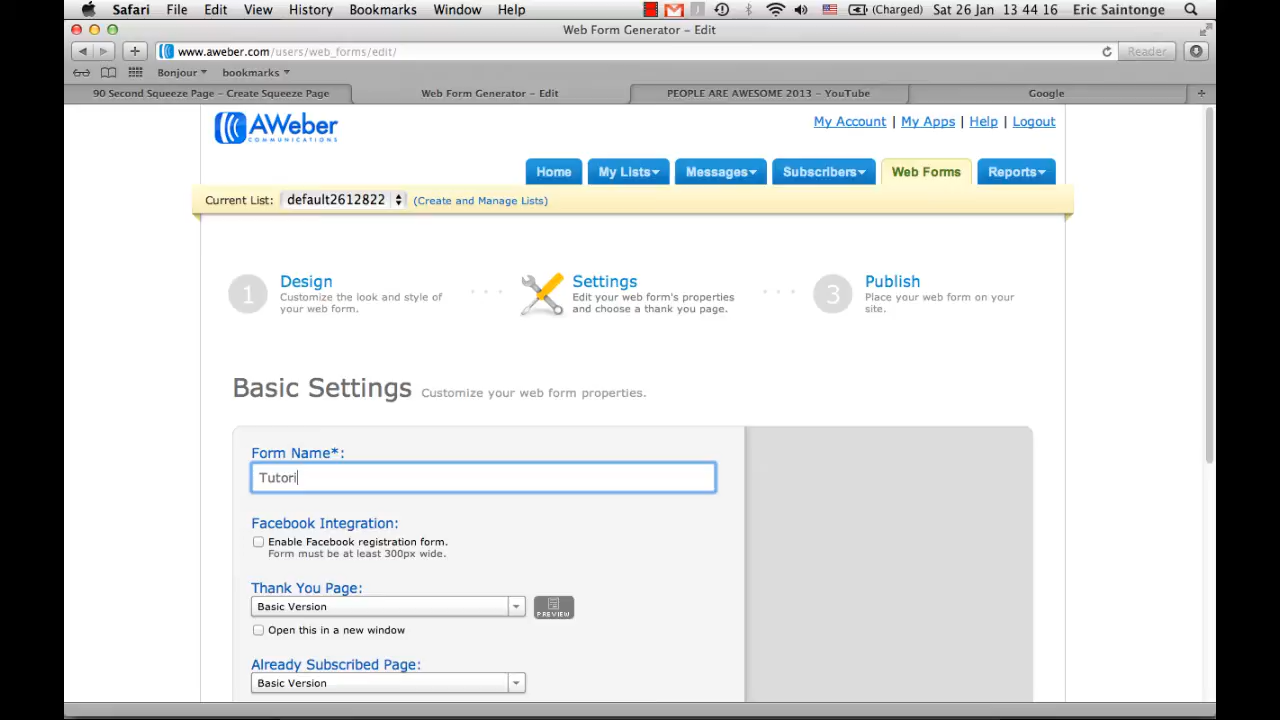 Safari File Edit View History Bookmarks Window Help (Charged) Sat 26 Jan 13 44 16 Eric Saintonge
Web Form Generator – Edit
www.aweber.com/users/web_forms/edit/ Reader
Bonjour bookmarks
90 Second Squeeze Page – Create Squeeze Page Web Form Generator – Edit PEOPLE ARE AWESOME 2013 – YouTube Google
AWeber
COMMUNICATIONS
My Account | My Apps | Help | Logout
Home My Lists Messages Subscribers Web Forms Reports
Current List: default2612822 (Create and Manage Lists)
1 Design
Customize the look and style of
your web form.
Settings
Edit your web form's properties
and choose a thank you page.
3 Publish
Place your web form on your
site.
Basic Settings Customize your web form properties.
Form Name*:
Tutori
Facebook Integration:
Enable Facebook registration form.
Form must be at least 300px wide.
Thank You Page:
Basic Version PREVIEW
Open this in a new window
Already Subscribed Page:
Basic Version